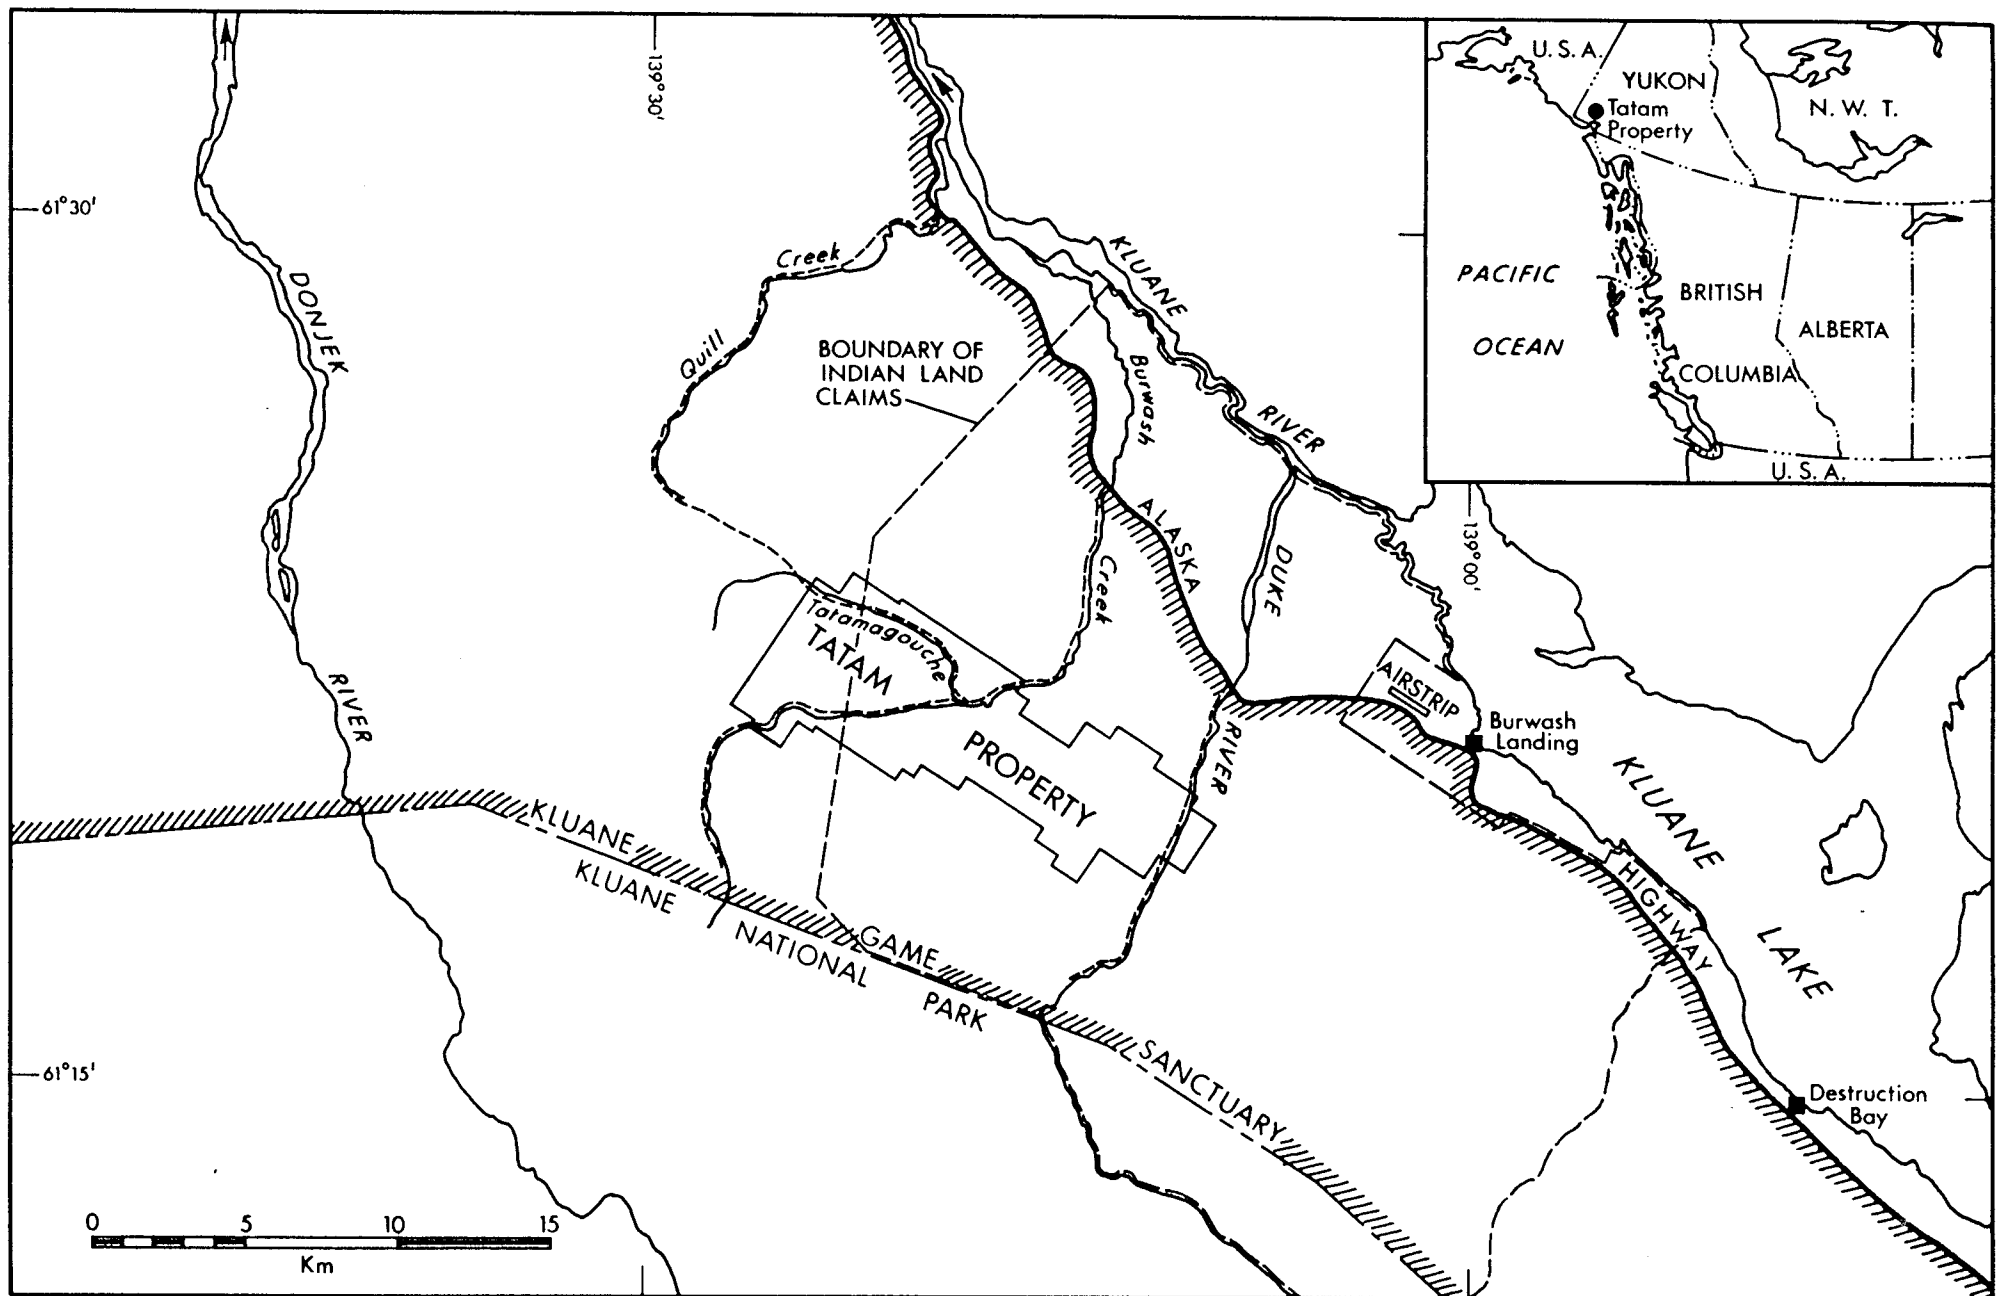 139°30'
61°30'
DONJEK
RIVER
Creek
Quill
BOUNDARY OF
INDIAN LAND
CLAIMS
KLUANE
RIVER
Burwash
Creek
ALASKA
DUKE
RIVER
139°00'
Tatamagouche
TATAM
PROPERTY
AIRSTRIP
Burwash
Landing
KLUANE
LAKE
HIGHWAY
KLUANE
GAME
SANCTUARY
KLUANE
NATIONAL
PARK
61°15'
Destruction
Bay
0 5 10 15
Km
U.S.A.
YUKON
N.W.T.
Tatam
Property
PACIFIC
OCEAN
BRITISH
COLUMBIA
ALBERTA
U.S.A.